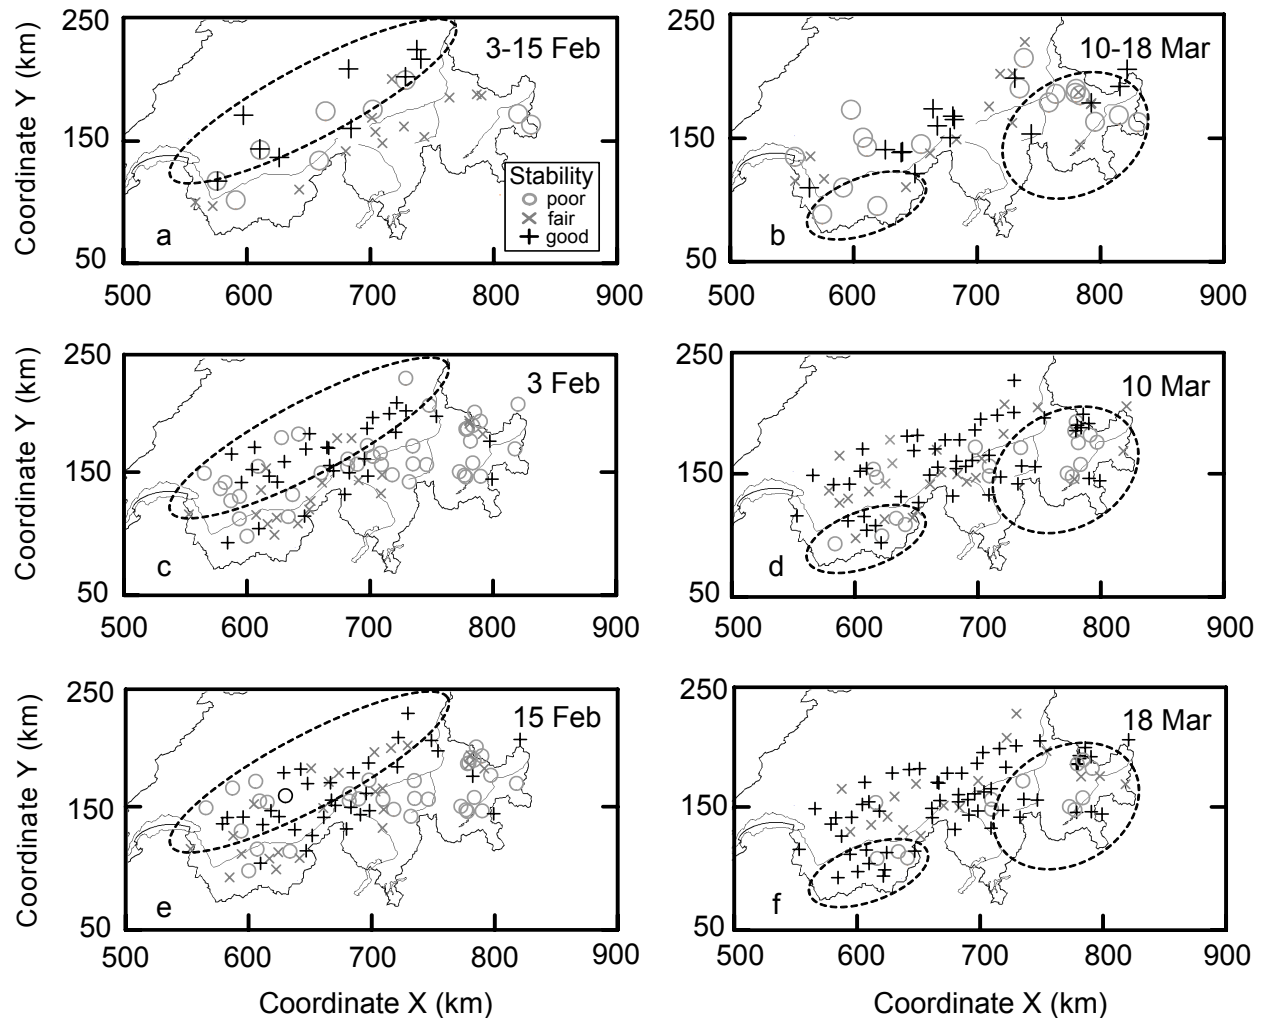 250
3-15 Feb
Coordinate Y (km)
150
Stability
poor
fair
good
a
50
500 600 700 800 900
250
10-18 Mar
150
b
50
500 600 700 800 900
250
3 Feb
Coordinate Y (km)
150
c
50
500 600 700 800 900
250
10 Mar
150
d
50
500 600 700 800 900
250
15 Feb
Coordinate Y (km)
150
e
50
500 600 700 800 900
Coordinate X (km)
250
18 Mar
150
f
50
500 600 700 800 900
Coordinate X (km)